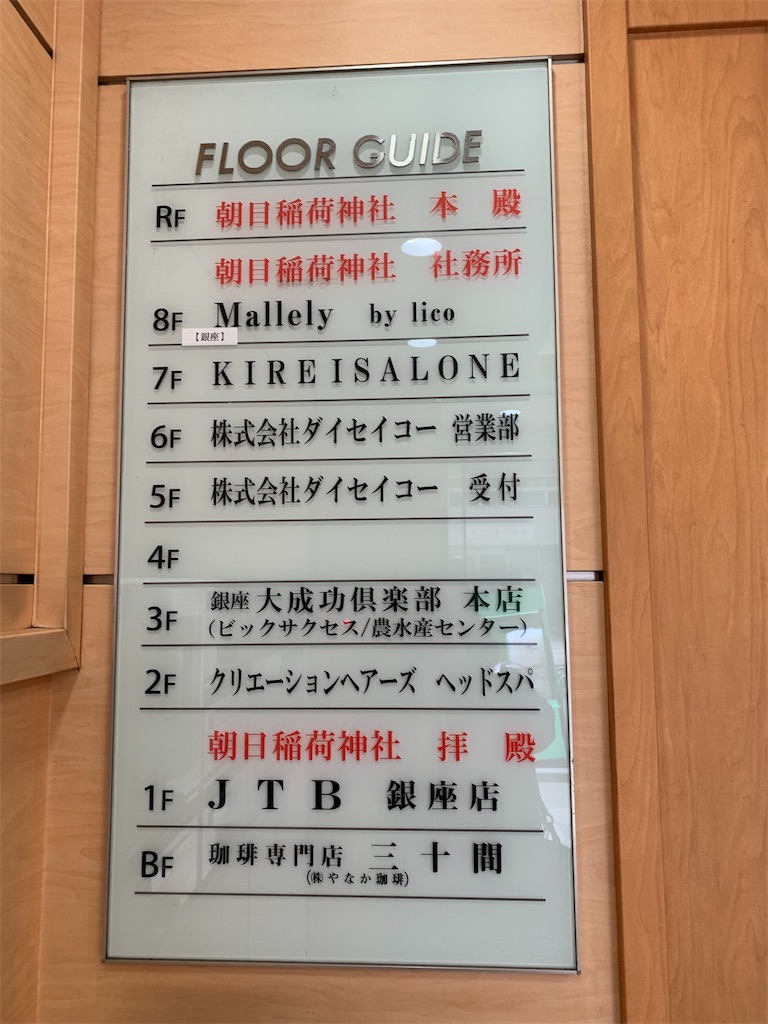 FLOOR GUIDE
RF 朝日稲荷神社 本殿
朝日稲荷神社 社務所
8F Mallely by lico
【銀座】
7F KIREISALONE
6F 株式会社ダイセイコー 営業部
5F 株式会社ダイセイコー 受付
4F
3F 銀座 大成功倶楽部 本店
(ビックサクセス/農水産センター)
2F クリエーションヘアーズ ヘッドスパ
朝日稲荷神社 拝殿
1F JTB 銀座店
BF 珈琲専門店 三十間
(㈱やなか珈琲)